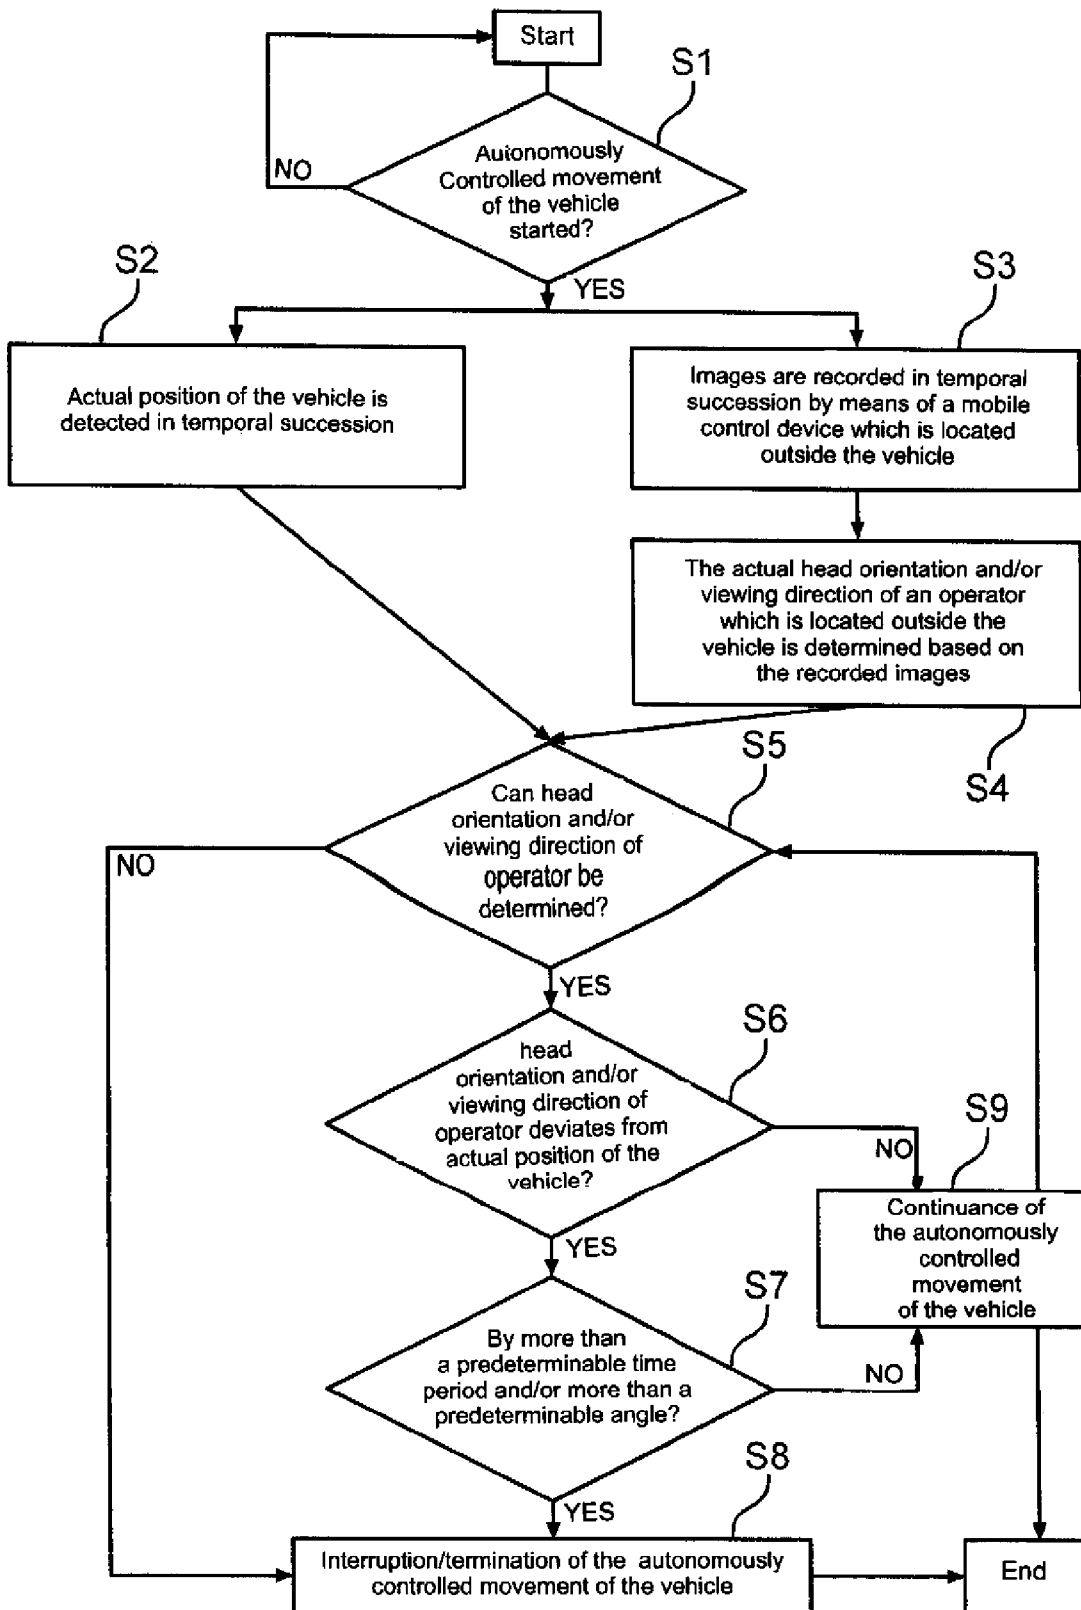 Start
S1
Autonomously
Controlled movement
of the vehicle
started?
NO
YES
S2
S3
Actual position of the vehicle is
detected in temporal succession
Images are recorded in temporal
succession by means of a mobile
control device which is located
outside the vehicle
The actual head orientation and/or
viewing direction of an operator
which is located outside the
vehicle is determined based on
the recorded images
S4
S5
Can head
orientation and/or
viewing direction of
operator be
determined?
NO
YES
S6
head
orientation and/or
viewing direction of
operator deviates from
actual position of the
vehicle?
NO
S9
Continuance of
the autonomously
controlled
movement
of the vehicle
YES
S7
By more than
a predeterminable time
period and/or more than a
predeterminable angle?
NO
S8
YES
Interruption/termination of the autonomously
controlled movement of the vehicle
End